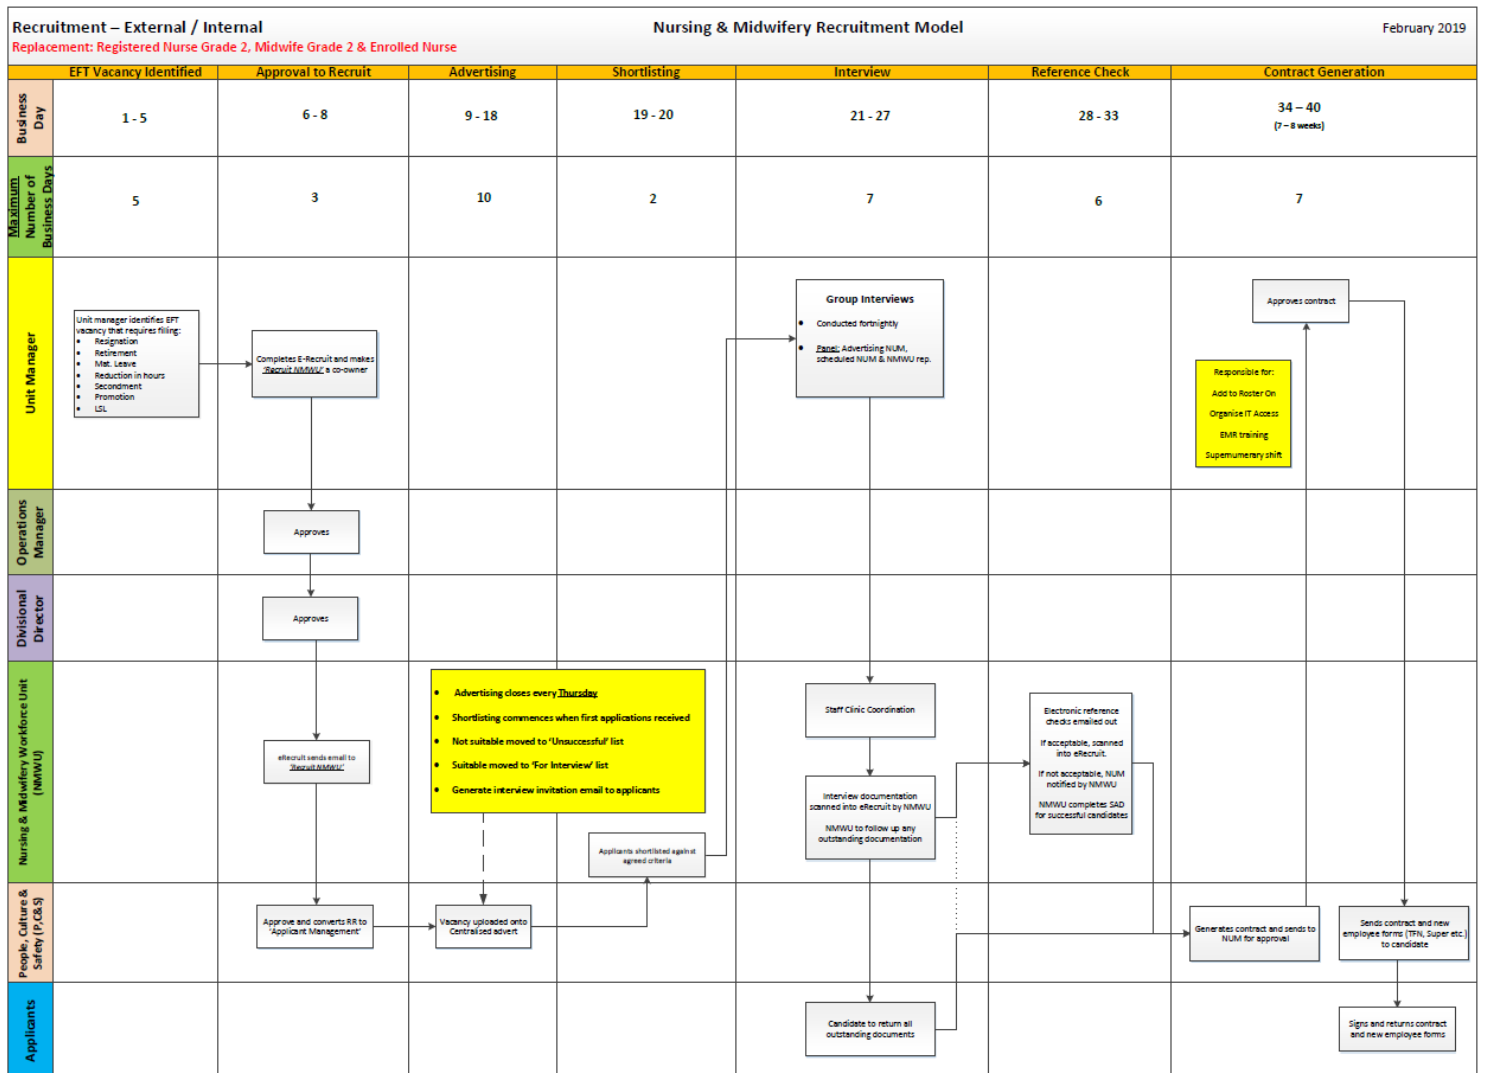 Recruitment – External / Internal
Nursing & Midwifery Recruitment Model
February 2019
Replacement: Registered Nurse Grade 2, Midwife Grade 2 & Enrolled Nurse
EFT Vacancy Identified
Approval to Recruit
Advertising
Shortlisting
Interview
Reference Check
Contract Generation
Business
Day
1 - 5
6 - 8
9 - 18
19 - 20
21 - 27
28 - 33
34 – 40
(7 – 8 weeks)
Maximum
Number of
Business Days
5
3
10
2
7
6
7
Unit Manager
Unit manager identifies EFT
vacancy that requires filling:
• Resignation
• Retirement
• Mat. Leave
• Reduction in hours
• Secondment
• Promotion
• LSL
Completes E-Recruit and makes
'Recruit NMWU' a co-owner
Group Interviews
• Conducted fortnightly
• Panel: Advertising NUM,
scheduled NUM & NMWU rep.
Approves contract
Responsible for:
Add to Roster On
Organise IT Access
EMR training
Supernumerary shift
Operations
Manager
Approves
Divisional
Director
Approves
Nursing & Midwifery Workforce Unit
(NMWU)
eRecruit sends email to
'Recruit NMWU'
• Advertising closes every Thursday
• Shortlisting commences when first applications received
• Not suitable moved to 'Unsuccessful' list
• Suitable moved to 'For Interview' list
• Generate interview invitation email to applicants
Applicants shortlisted against
agreed criteria
Staff Clinic Coordination
Interview documentation
scanned into eRecruit by NMWU
NMWU to follow up any
outstanding documentation
Electronic reference
checks emailed out
If acceptable, scanned
into eRecruit.
If not acceptable, NUM
notified by NMWU
NMWU completes SAD
for successful candidates
People, Culture &
Safety (P,C&S)
Approve and converts RR to
'Applicant Management'
Vacancy uploaded onto
Centralised advert
Generates contract and sends to
NUM for approval
Sends contract and new
employee forms (TFN, Super etc.)
to candidate
Applicants
Candidate to return all
outstanding documents
Signs and returns contract
and new employee forms